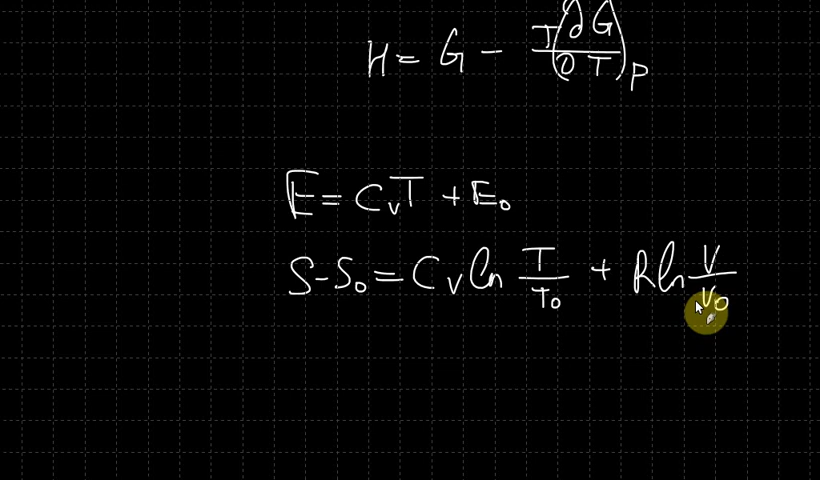 H = G - T(∂G/∂T)_P
E = C_vT + E_0
S - S_0 = C_v ln T/T_0 + R ln V/V_0